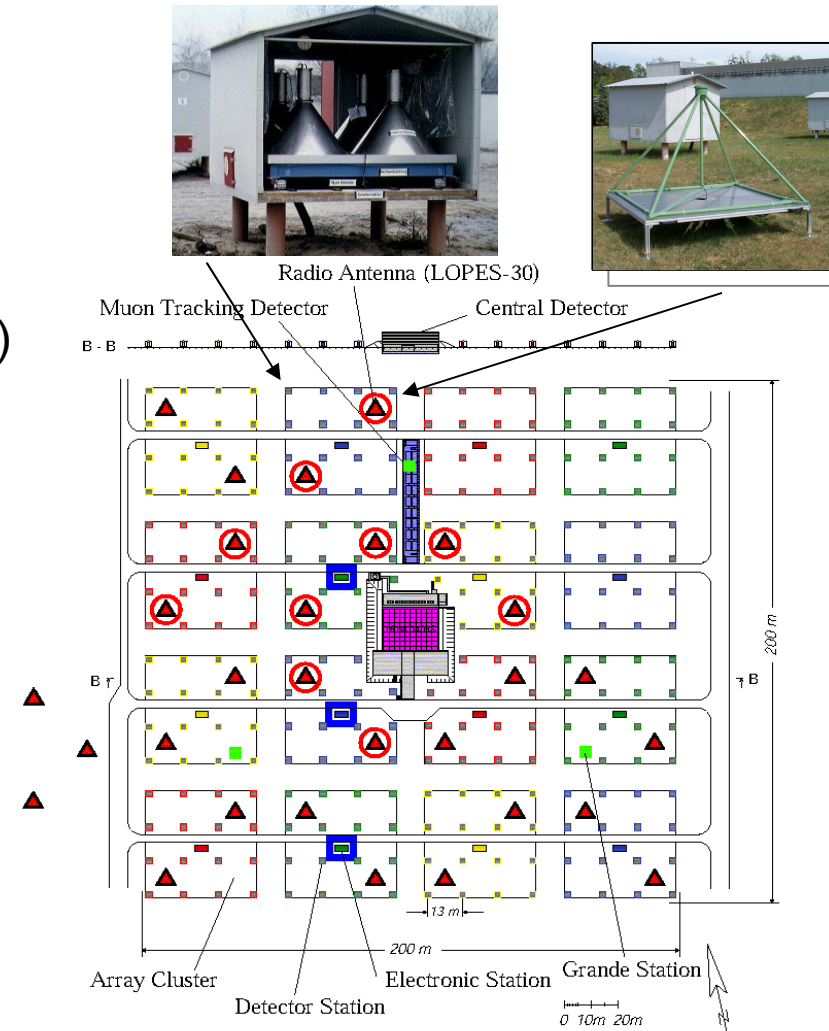 Radio Antenna (LOPES-30)
Muon Tracking Detector
Central Detector
)
B - B
200 m
B
B
13 m
200 m
Array Cluster
Electronic Station
Grande Station
Detector Station
0 10m 20m
N